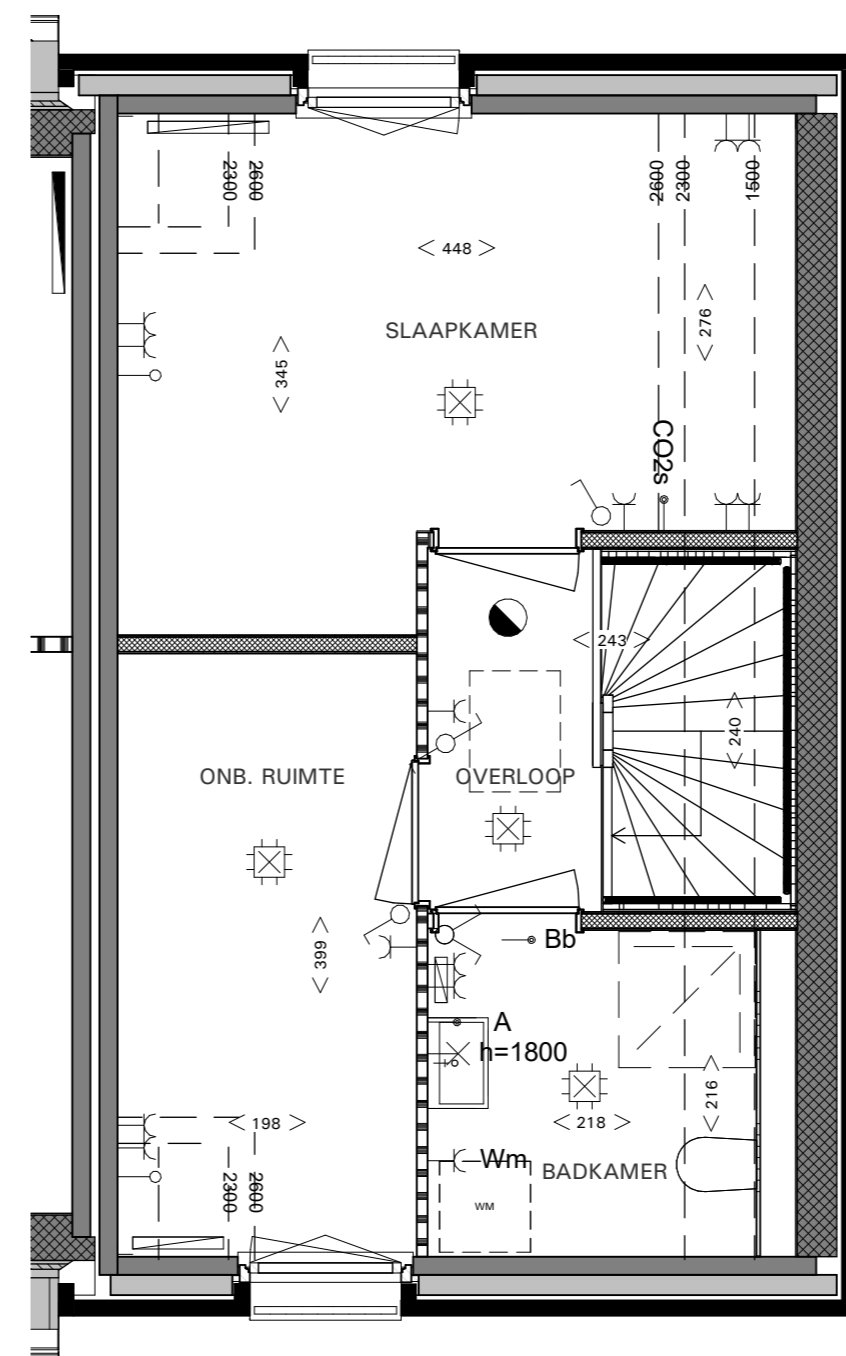 2300
2600
2600
2300
1500
< 448 >
SLAAPKAMER
< 276 >
< 345 >
CO2s
< 243 >
< 240 >
ONB. RUIMTE
OVERLOOP
Bb
< 399 >
A
h=1800
< 216 >
< 198 >
< 218 >
Wm
BADKAMER
2300
2600
WM